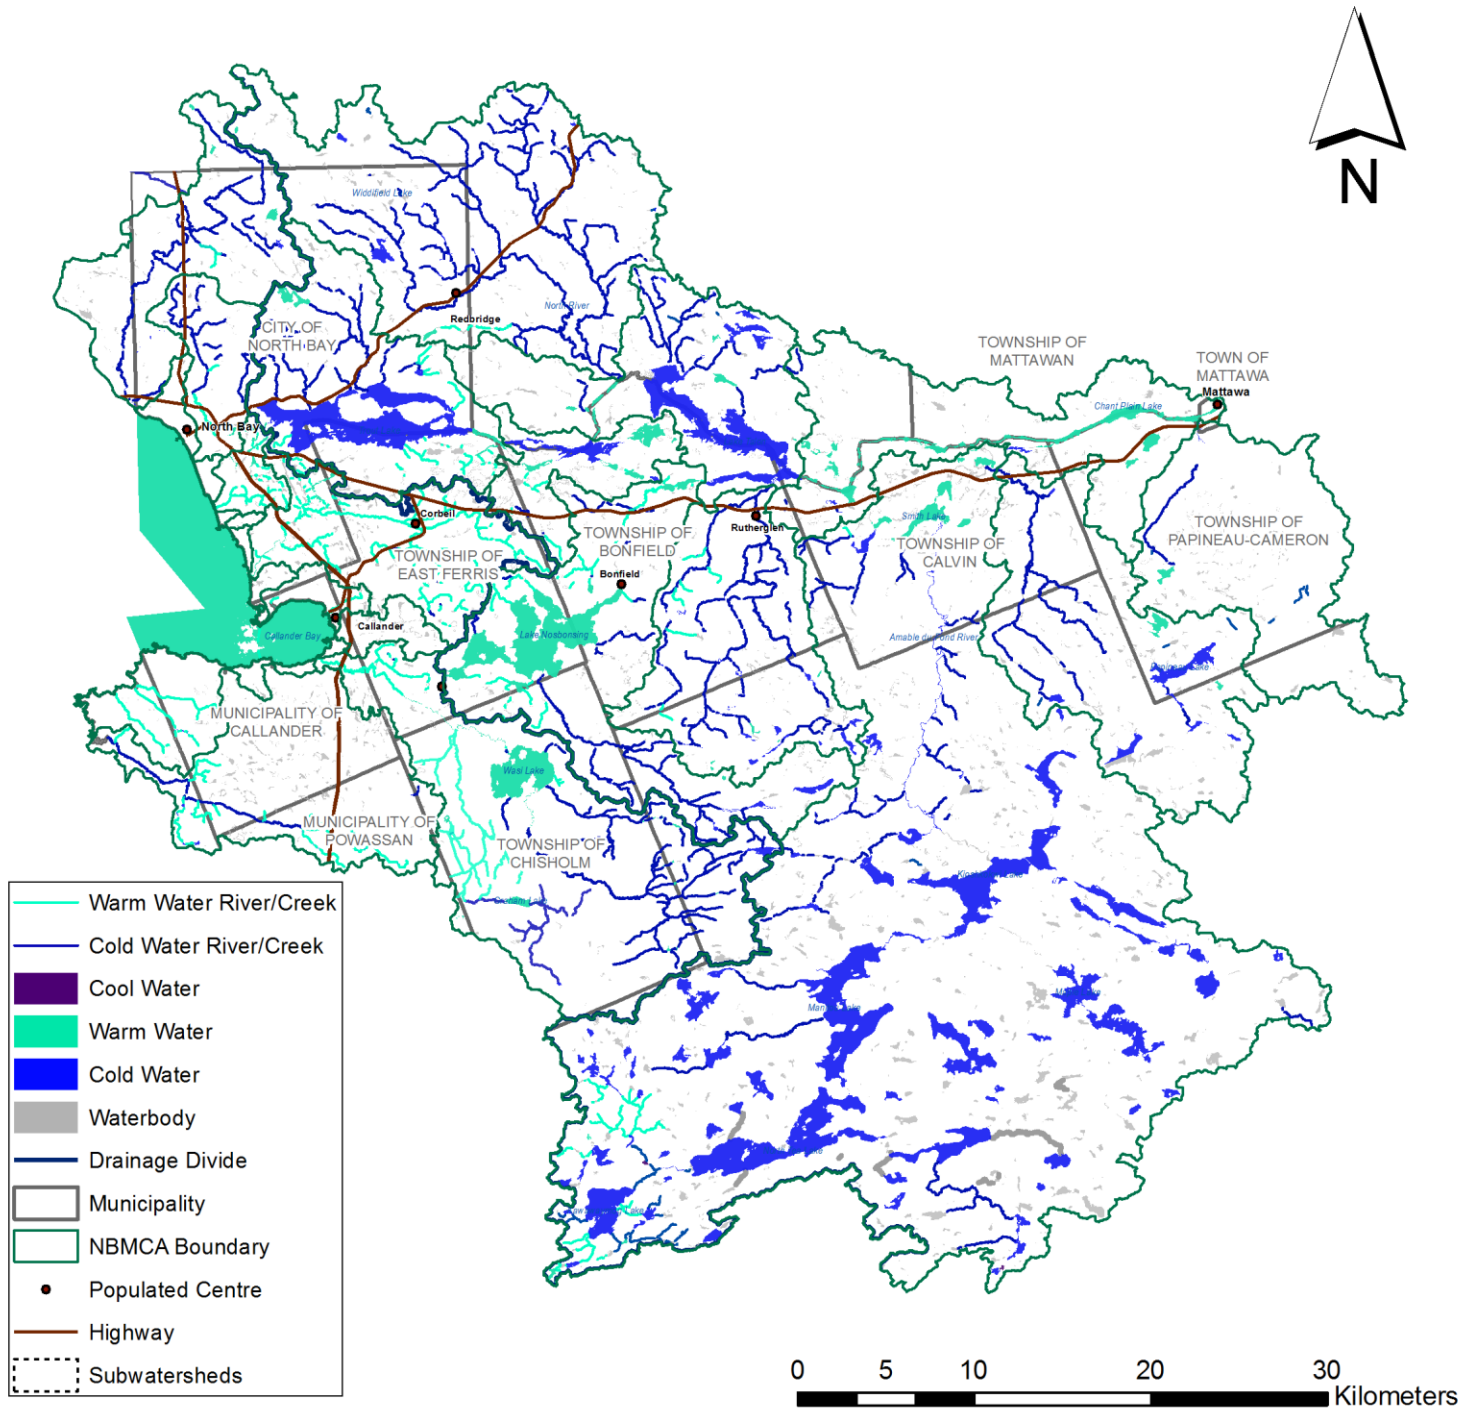 N
Widdifield Lake
North River
Redbridge
CITY OF
NORTH BAY
TOWNSHIP OF
MATTAWAN
TOWN OF
MATTAWA
Mattawa
Chant Plein Lake
North Bay
Corbeil
Rutherglen
Smith Lake
TOWNSHIP OF
PAPINEAU-CAMERON
TOWNSHIP OF
BONFIELD
TOWNSHIP OF
CALVIN
TOWNSHIP OF
EAST FERRIS
Bonfield
Callander
Callander Bay
Lake Nosbonsing
Amable du Fond River
MUNICIPALITY OF
CALLANDER
Wasi Lake
MUNICIPALITY OF
POWASSAN
TOWNSHIP OF
CHISHOLM
Warm Water River/Creek
Cold Water River/Creek
Cool Water
Warm Water
Cold Water
Waterbody
Drainage Divide
Municipality
NBMCA Boundary
Populated Centre
Highway
Subwatersheds
0 5 10 20 30
Kilometers